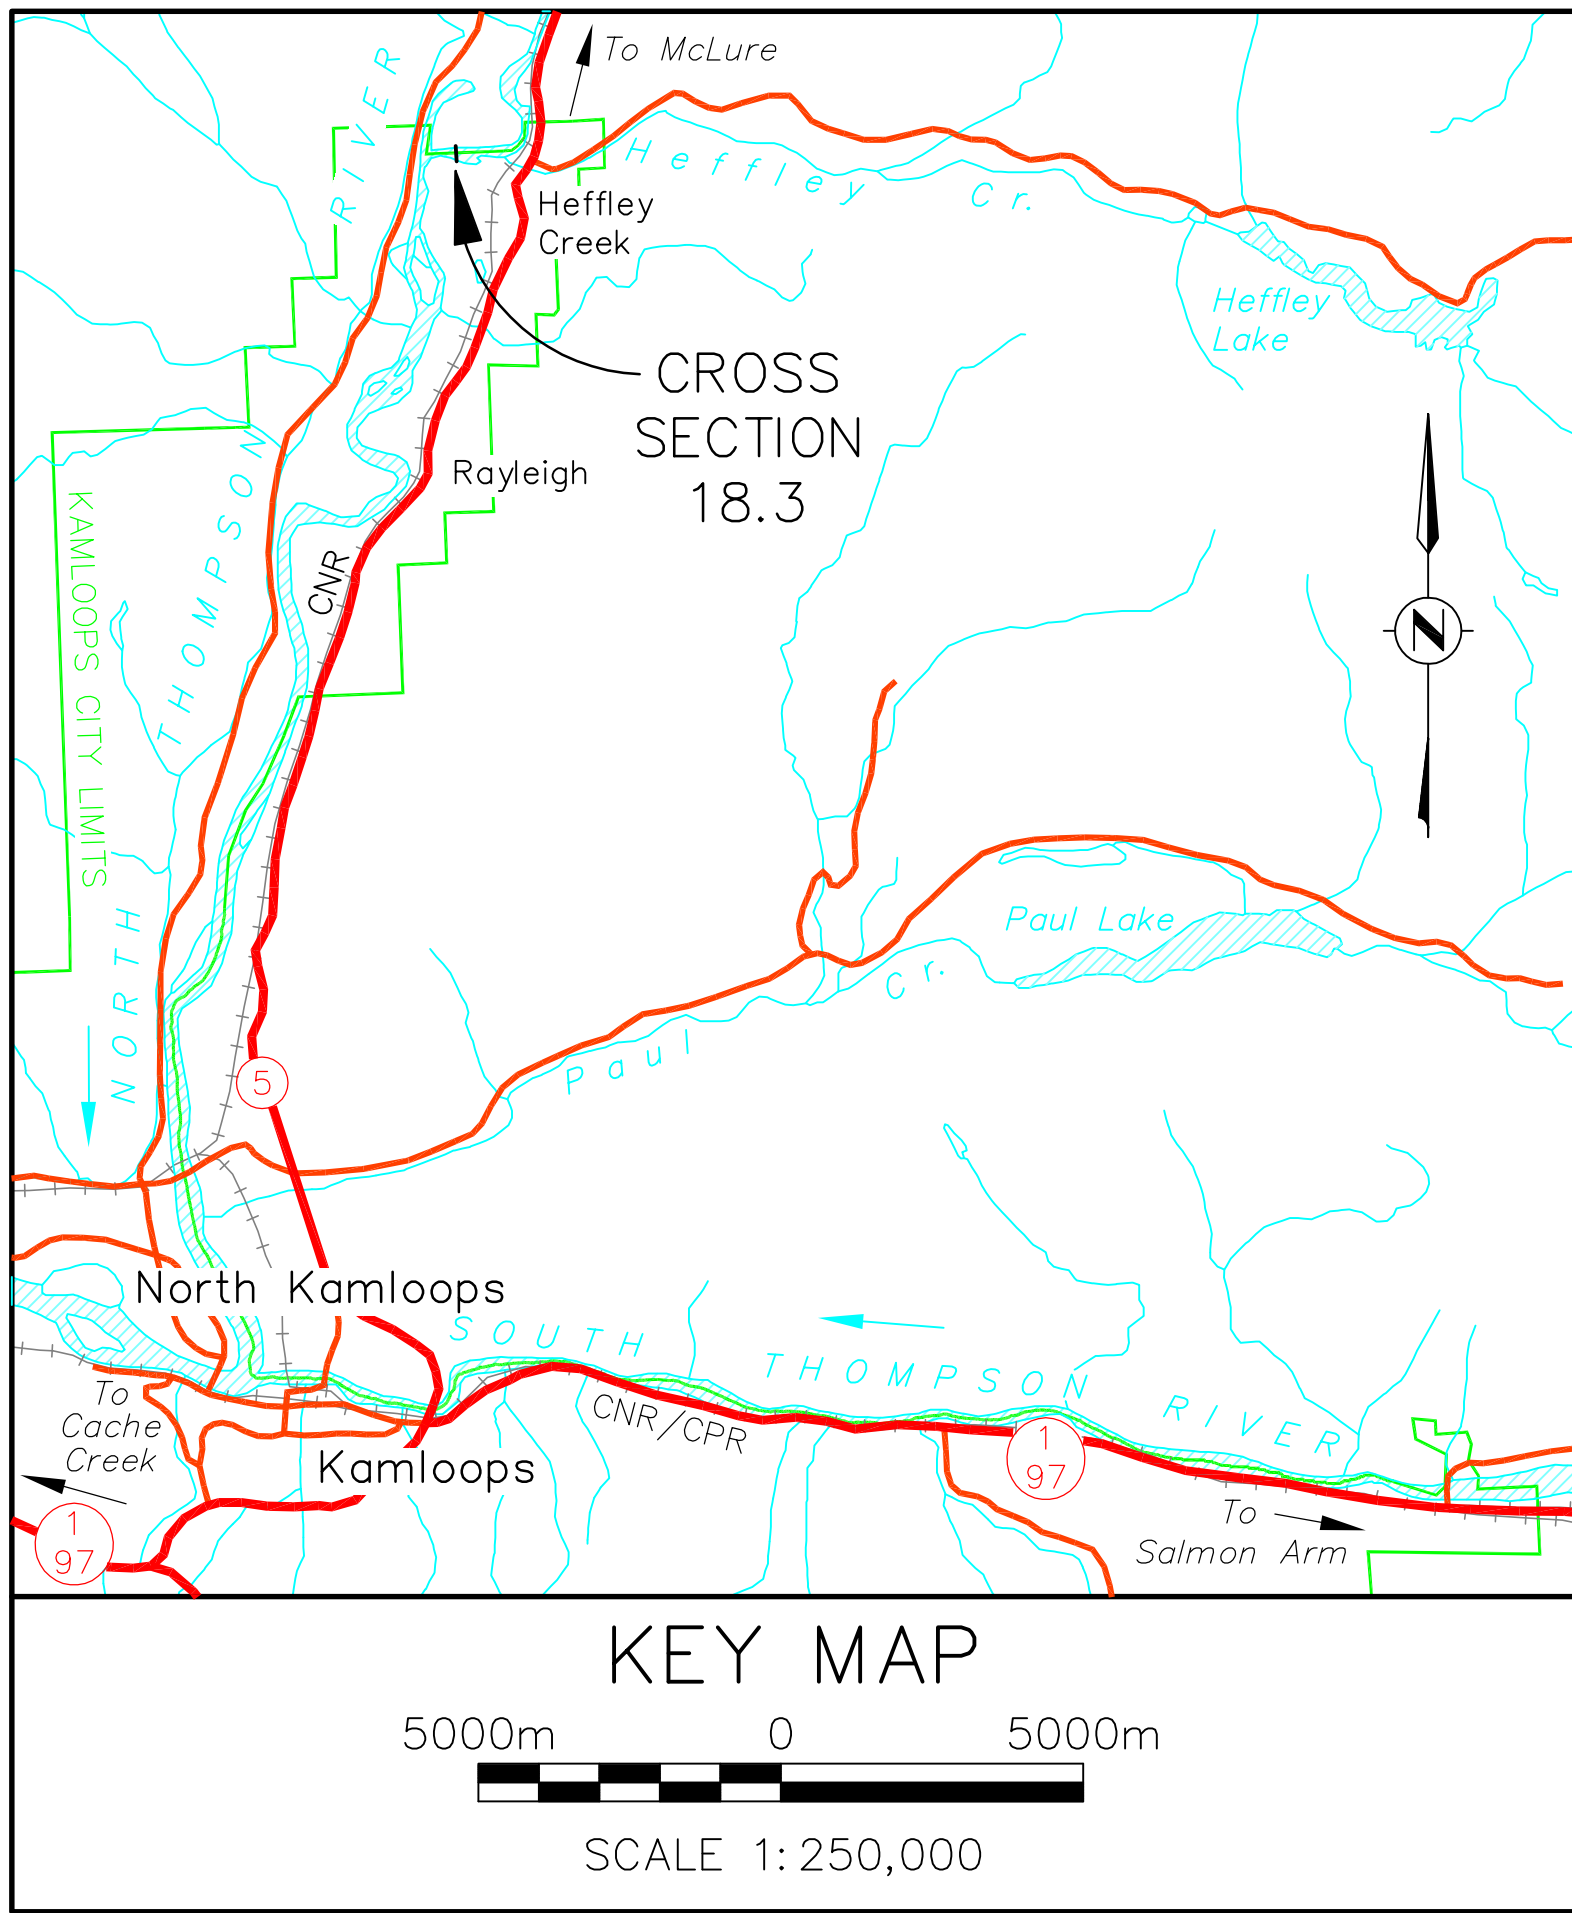 To McLure
RIVER
Heffley Cr.
Heffley
Creek
Heffley
Lake
CROSS
SECTION
18.3
Rayleigh
THOMPSON
KAMLOOPS CITY LIMITS
CNR
N
Paul Lake
NORTH
Paul Cr.
5
North Kamloops
SOUTH THOMPSON RIVER
To
Cache
Creek
CNR/CPR
Kamloops
1
97
1
97
To
Salmon Arm
KEY MAP
5000m 0 5000m
SCALE 1:250,000